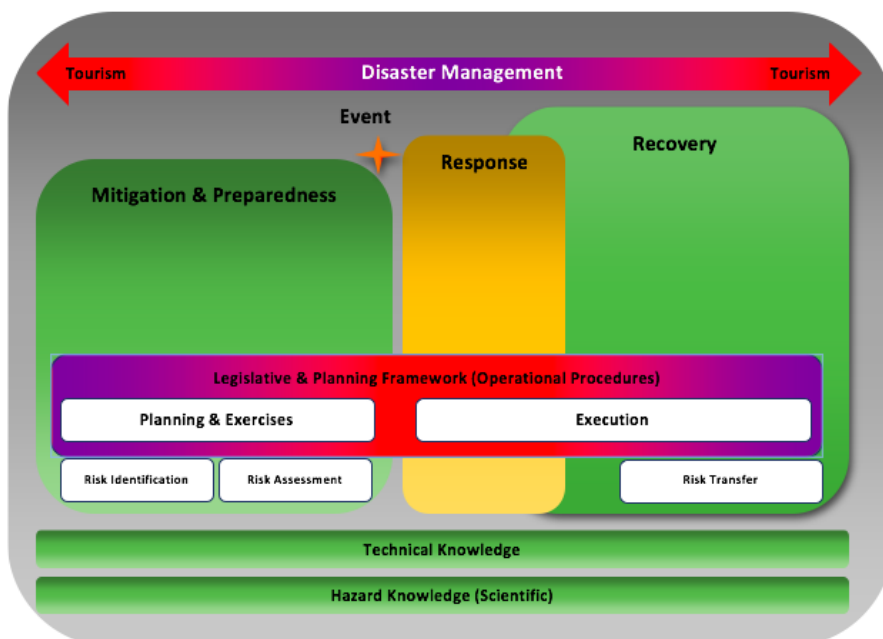 Tourism Disaster Management Tourism
Event
Response
Recovery
Mitigation & Preparedness
Legislative & Planning Framework (Operational Procedures)
Planning & Exercises
Execution
Risk Identification
Risk Assessment
Risk Transfer
Technical Knowledge
Hazard Knowledge (Scientific)